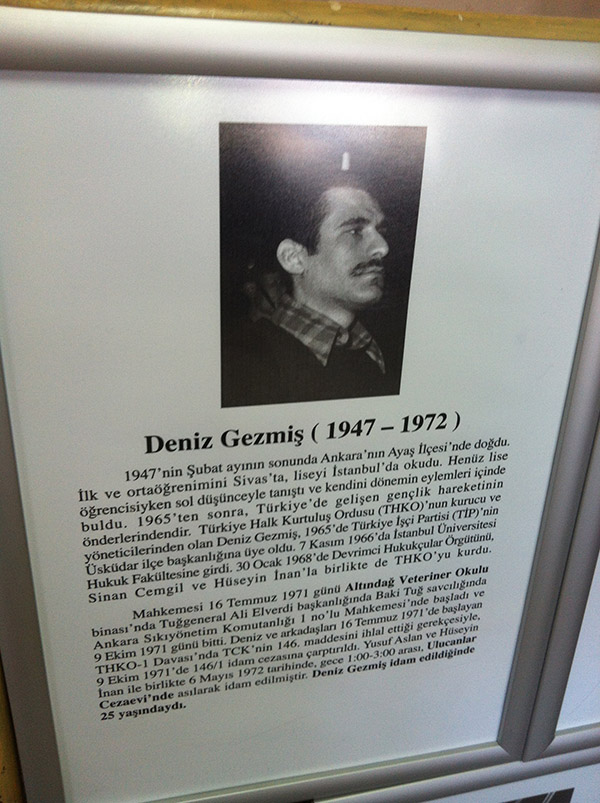 Deniz Gezmiş ( 1947 – 1972 )
1947'nin Şubat ayının sonunda Ankara'nın Ayaş İlçesi'nde doğdu.
İlk ve ortaöğrenimini Sivas'ta, liseyi İstanbul'da okudu. Henüz lise
öğrencisiyken sol düşünceyle tanıştı ve kendini dönemin eylemleri içinde
buldu. 1965'ten sonra, Türkiye'de gelişen gençlik hareketinin
önderlerindendir. Türkiye Halk Kurtuluş Ordusu (THKO)'nun kurucu ve
yöneticilerinden olan Deniz Gezmiş, 1965'de Türkiye İşçi Partisi (TİP)'nin
Üsküdar ilçe başkanlığına üye oldu. 7 Kasım 1966'da İstanbul Üniversitesi
Hukuk Fakültesine girdi. 30 Ocak 1968'de Devrimci Hukukçular Örgütünü,
Sinan Cemgil ve Hüseyin İnan'la birlikte de THKO'yu kurdu.
Mahkemesi 16 Temmuz 1971 günü Altındağ Veteriner Okulu
binası'nda Tuğgeneral Ali Elverdi başkanlığında Baki Tuğ savcılığında
Ankara Sıkıyönetim Komutanlığı 1 no'lu Mahkemesi'nde başladı ve
9 Ekim 1971 günü bitti. Deniz ve arkadaşları 16 Temmuz 1971'de başlayan
THKO-1 Davası'nda TCK'nin 146. maddesini ihlal ettiği gerekçesiyle,
9 Ekim 1971'de 146/1 idam cezasına çarptırıldı. Yusuf Aslan ve Hüseyin
İnan ile birlikte 6 Mayıs 1972 tarihinde, gece 1:00-3:00 arası, Ulucanlar
Cezaevi'nde asılarak idam edilmiştir. Deniz Gezmiş idam edildiğinde
25 yaşındaydı.